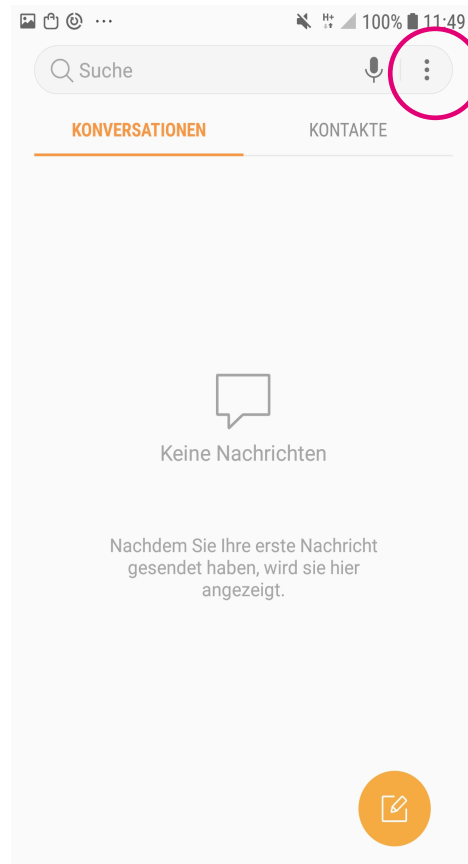 H+ 100% 11:49
Suche
KONVERSATIONEN KONTAKTE
Keine Nachrichten
Nachdem Sie Ihre erste Nachricht
gesendet haben, wird sie hier
angezeigt.